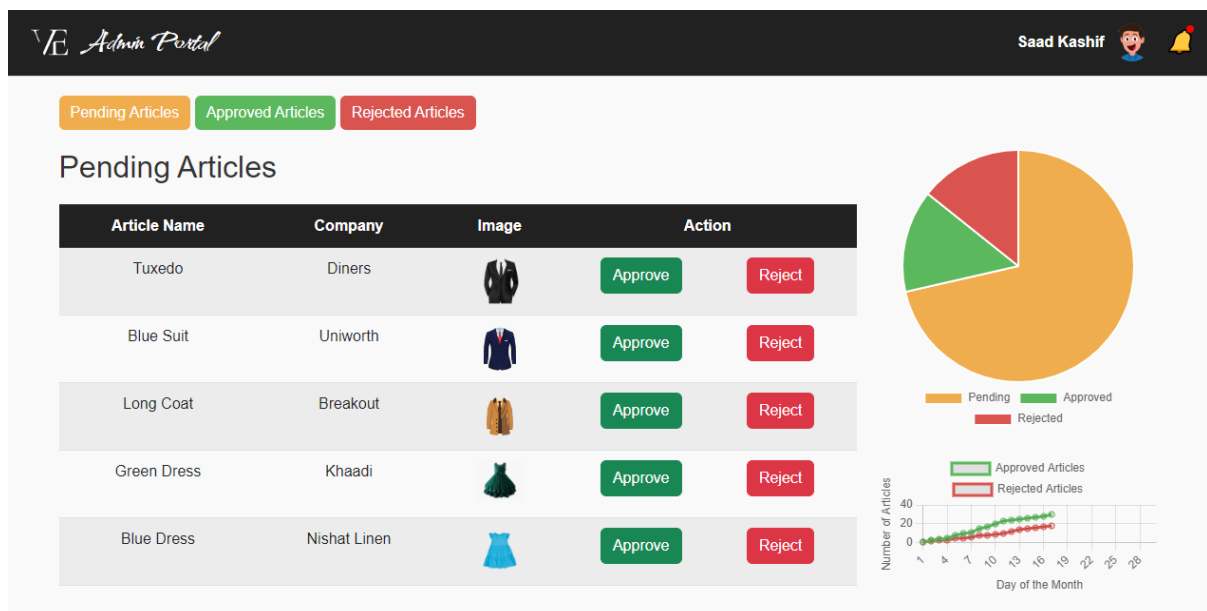 VE Admin Portal
Saad Kashif
Pending Articles Approved Articles Rejected Articles
Pending Articles
Article Name Company Image Action
Tuxedo Diners Approve Reject
Blue Suit Uniworth Approve Reject
Long Coat Breakout Approve Reject
Green Dress Khaadi Approve Reject
Blue Dress Nishat Linen Approve Reject
Pending Approved
Rejected
Approved Articles
Rejected Articles
Number of Articles
40
20
0
1 4 7 10 13 16 19 22 25 28
Day of the Month